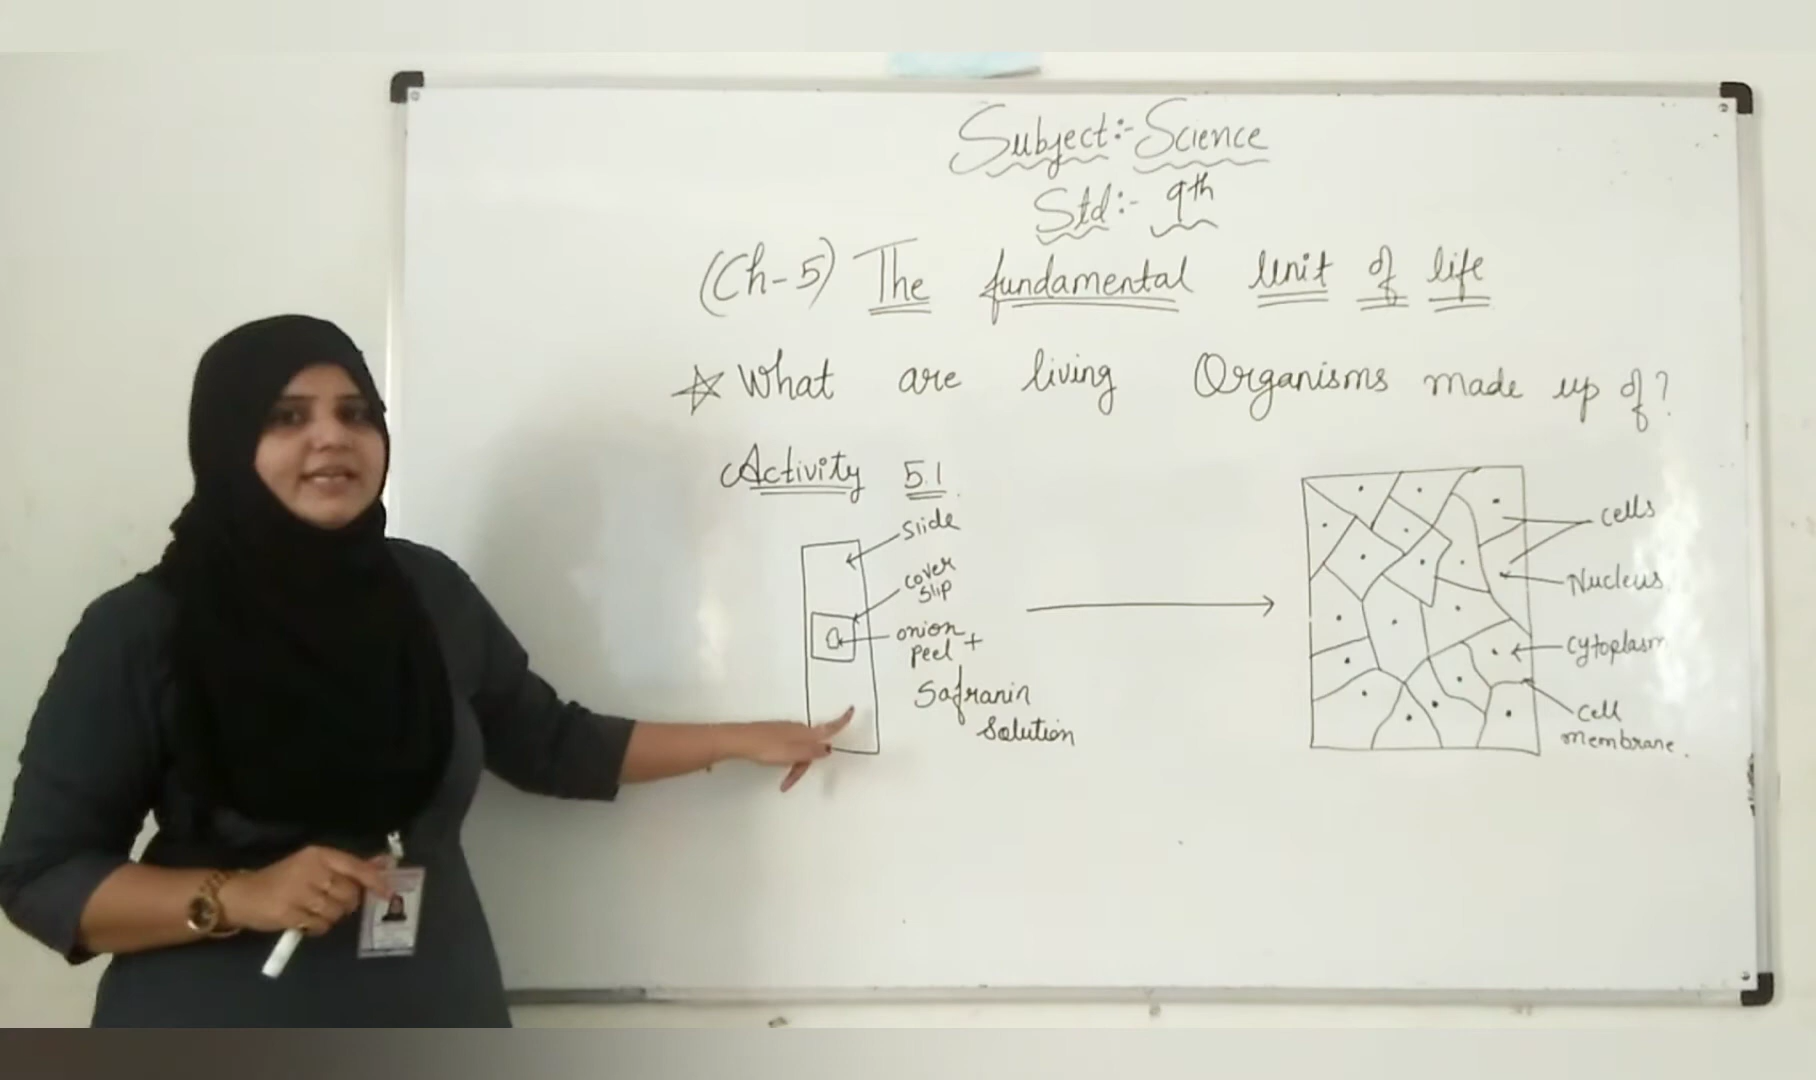 Subject:- Science
Std:- 9th
(Ch-5) The fundamental Unit of life
☆ What are living Organisms made up of?
Activity 5.1
Slide
cover
slip
onion +
peel
Safranin
Solution
cells
Nucleus
cytoplasm
cell
membrane.